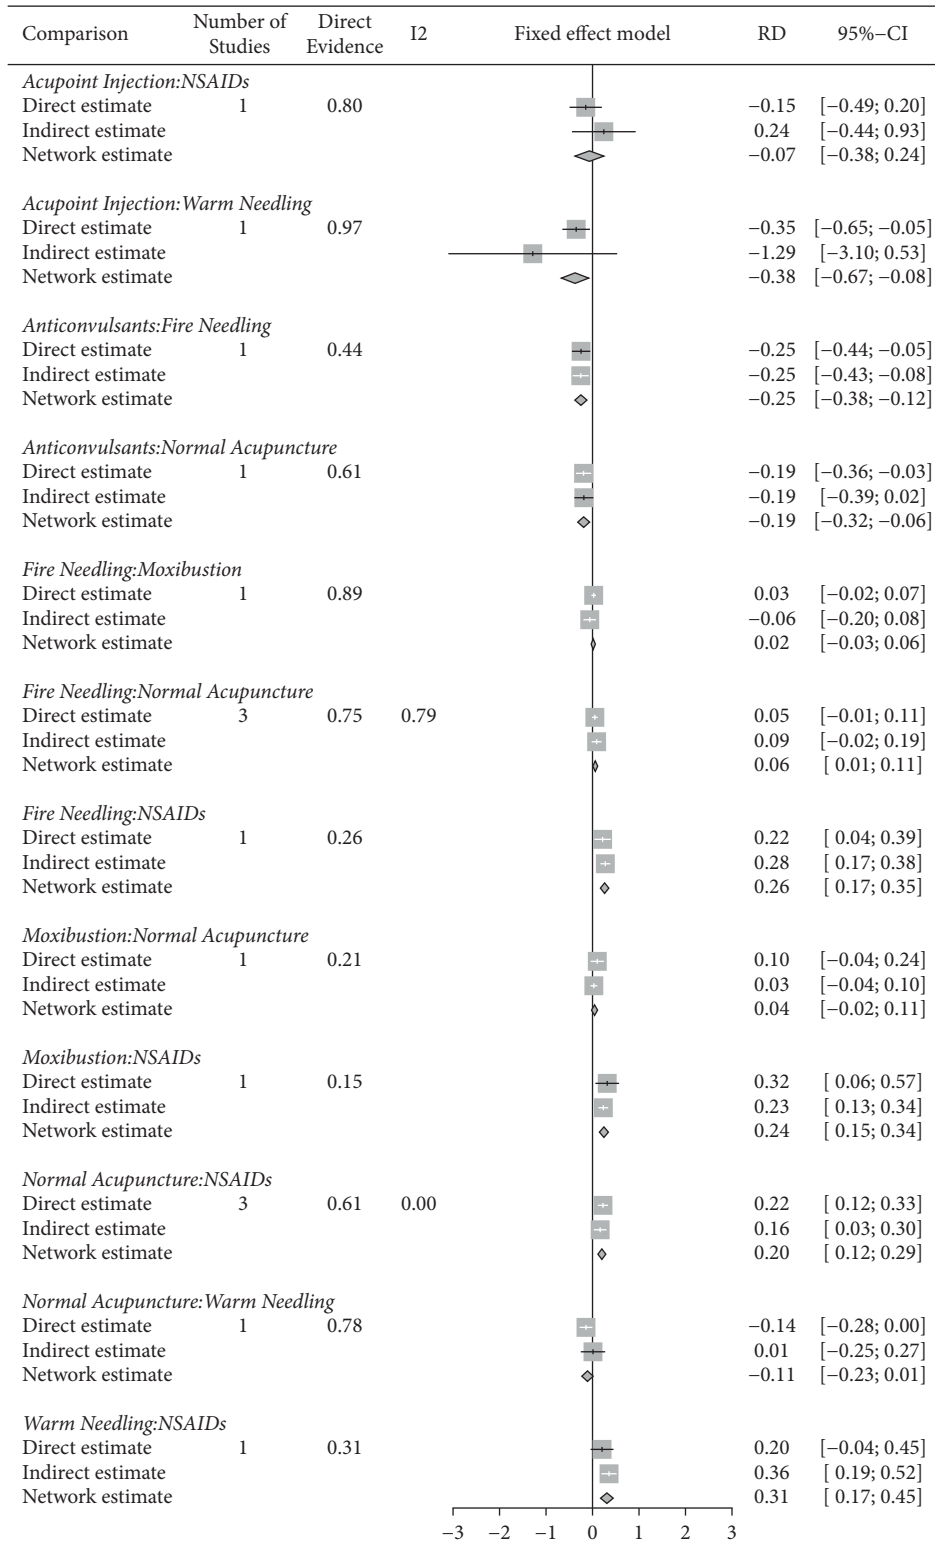 Comparison Number of Studies Direct Evidence I2 Fixed effect model RD 95%−CI
Acupoint Injection:NSAIDs
Direct estimate 1 0.80 −0.15 [−0.49; 0.20]
Indirect estimate 0.24 [−0.44; 0.93]
Network estimate −0.07 [−0.38; 0.24]
Acupoint Injection:Warm Needling
Direct estimate 1 0.97 −0.35 [−0.65; −0.05]
Indirect estimate −1.29 [−3.10; 0.53]
Network estimate −0.38 [−0.67; −0.08]
Anticonvulsants:Fire Needling
Direct estimate 1 0.44 −0.25 [−0.44; −0.05]
Indirect estimate −0.25 [−0.43; −0.08]
Network estimate −0.25 [−0.38; −0.12]
Anticonvulsants:Normal Acupuncture
Direct estimate 1 0.61 −0.19 [−0.36; −0.03]
Indirect estimate −0.19 [−0.39; 0.02]
Network estimate −0.19 [−0.32; −0.06]
Fire Needling:Moxibustion
Direct estimate 1 0.89 0.03 [−0.02; 0.07]
Indirect estimate −0.06 [−0.20; 0.08]
Network estimate 0.02 [−0.03; 0.06]
Fire Needling:Normal Acupuncture
Direct estimate 3 0.75 0.79 0.05 [−0.01; 0.11]
Indirect estimate 0.09 [−0.02; 0.19]
Network estimate 0.06 [ 0.01; 0.11]
Fire Needling:NSAIDs
Direct estimate 1 0.26 0.22 [ 0.04; 0.39]
Indirect estimate 0.28 [ 0.17; 0.38]
Network estimate 0.26 [ 0.17; 0.35]
Moxibustion:Normal Acupuncture
Direct estimate 1 0.21 0.10 [−0.04; 0.24]
Indirect estimate 0.03 [−0.04; 0.10]
Network estimate 0.04 [−0.02; 0.11]
Moxibustion:NSAIDs
Direct estimate 1 0.15 0.32 [ 0.06; 0.57]
Indirect estimate 0.23 [ 0.13; 0.34]
Network estimate 0.24 [ 0.15; 0.34]
Normal Acupuncture:NSAIDs
Direct estimate 3 0.61 0.00 0.22 [ 0.12; 0.33]
Indirect estimate 0.16 [ 0.03; 0.30]
Network estimate 0.20 [ 0.12; 0.29]
Normal Acupuncture:Warm Needling
Direct estimate 1 0.78 −0.14 [−0.28; 0.00]
Indirect estimate 0.01 [−0.25; 0.27]
Network estimate −0.11 [−0.23; 0.01]
Warm Needling:NSAIDs
Direct estimate 1 0.31 0.20 [−0.04; 0.45]
Indirect estimate 0.36 [ 0.19; 0.52]
Network estimate 0.31 [ 0.17; 0.45]
−3 −2 −1 0 1 2 3